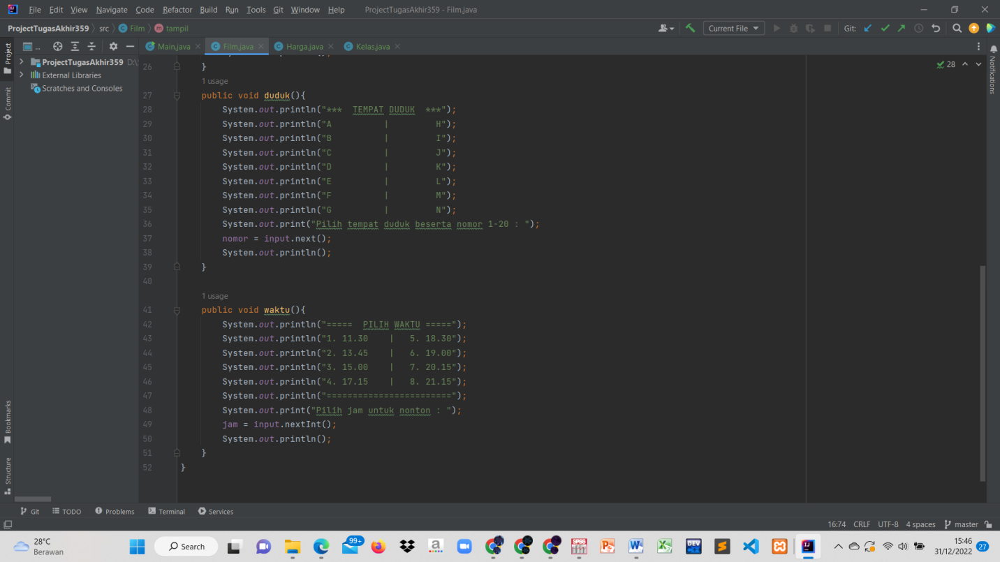 File Edit View Navigate Code Refactor Build Run Tools Git Window Help ProjectTugasAkhir359 - Film.java
ProjectTugasAkhir359 src Film tampil Current File Git:
Project ... Main.java Film.java Harga.java Kelas.java
ProjectTugasAkhir359 D:\
External Libraries
Scratches and Consoles
Commit
Bookmarks
Structure
Notifications
28
26 }
1 usage
27 public void duduk(){
28 System.out.println("*** TEMPAT DUDUK ***");
29 System.out.println("A | H");
30 System.out.println("B | I");
31 System.out.println("C | J");
32 System.out.println("D | K");
33 System.out.println("E | L");
34 System.out.println("F | M");
35 System.out.println("G | N");
36 System.out.print("Pilih tempat duduk beserta nomor 1-20 : ");
37 nomor = input.next();
38 System.out.println();
39 }
40
1 usage
41 public void waktu(){
42 System.out.println("===== PILIH WAKTU =====");
43 System.out.println("1. 11.30 | 5. 18.30");
44 System.out.println("2. 13.45 | 6. 19.00");
45 System.out.println("3. 15.00 | 7. 20.15");
46 System.out.println("4. 17.15 | 8. 21.15");
47 System.out.println("========================");
48 System.out.print("Pilih jam untuk nonton : ");
49 jam = input.nextInt();
50 System.out.println();
51 }
52 }
Git TODO Problems Terminal Services
16:74 CRLF UTF-8 4 spaces master
28°C
Berawan
Search
99+
15:46
31/12/2022
27